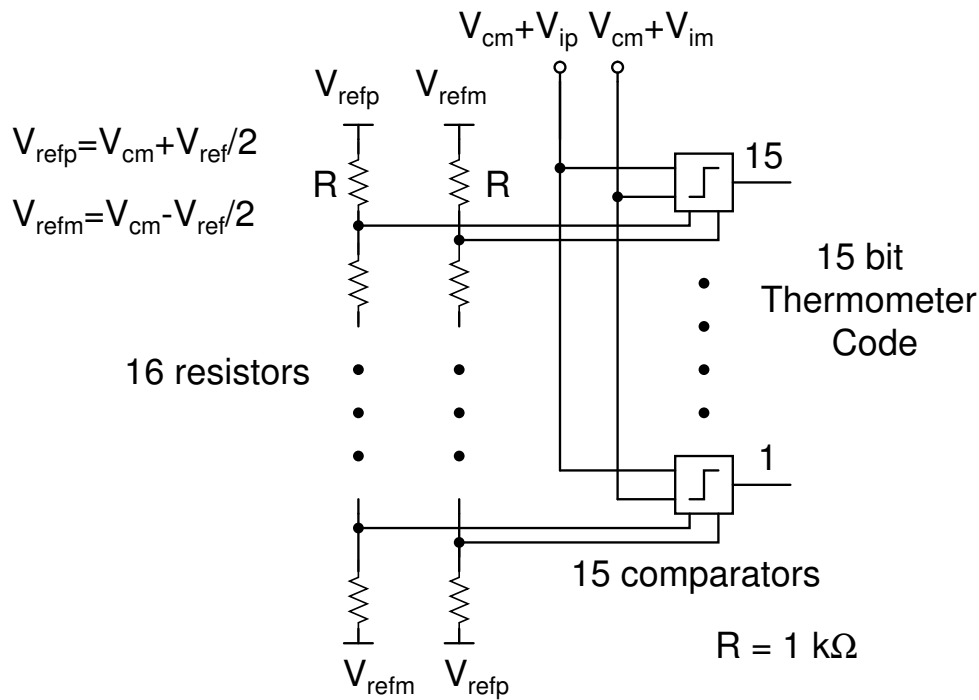 V_cm+V_ip V_cm+V_im
V_refp V_refm
V_refp=V_cm+V_ref/2
V_refm=V_cm-V_ref/2
R R
15
15 bit
Thermometer
Code
16 resistors
1
15 comparators
V_refm V_refp
R = 1 kΩ